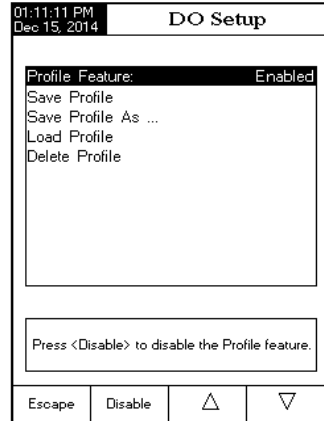 01:11:11 PM
Dec 15, 2014
DO Setup
Profile Feature: Enabled
Save Profile
Save Profile As ...
Load Profile
Delete Profile
Press <Disable> to disable the Profile feature.
Escape Disable △ ▽